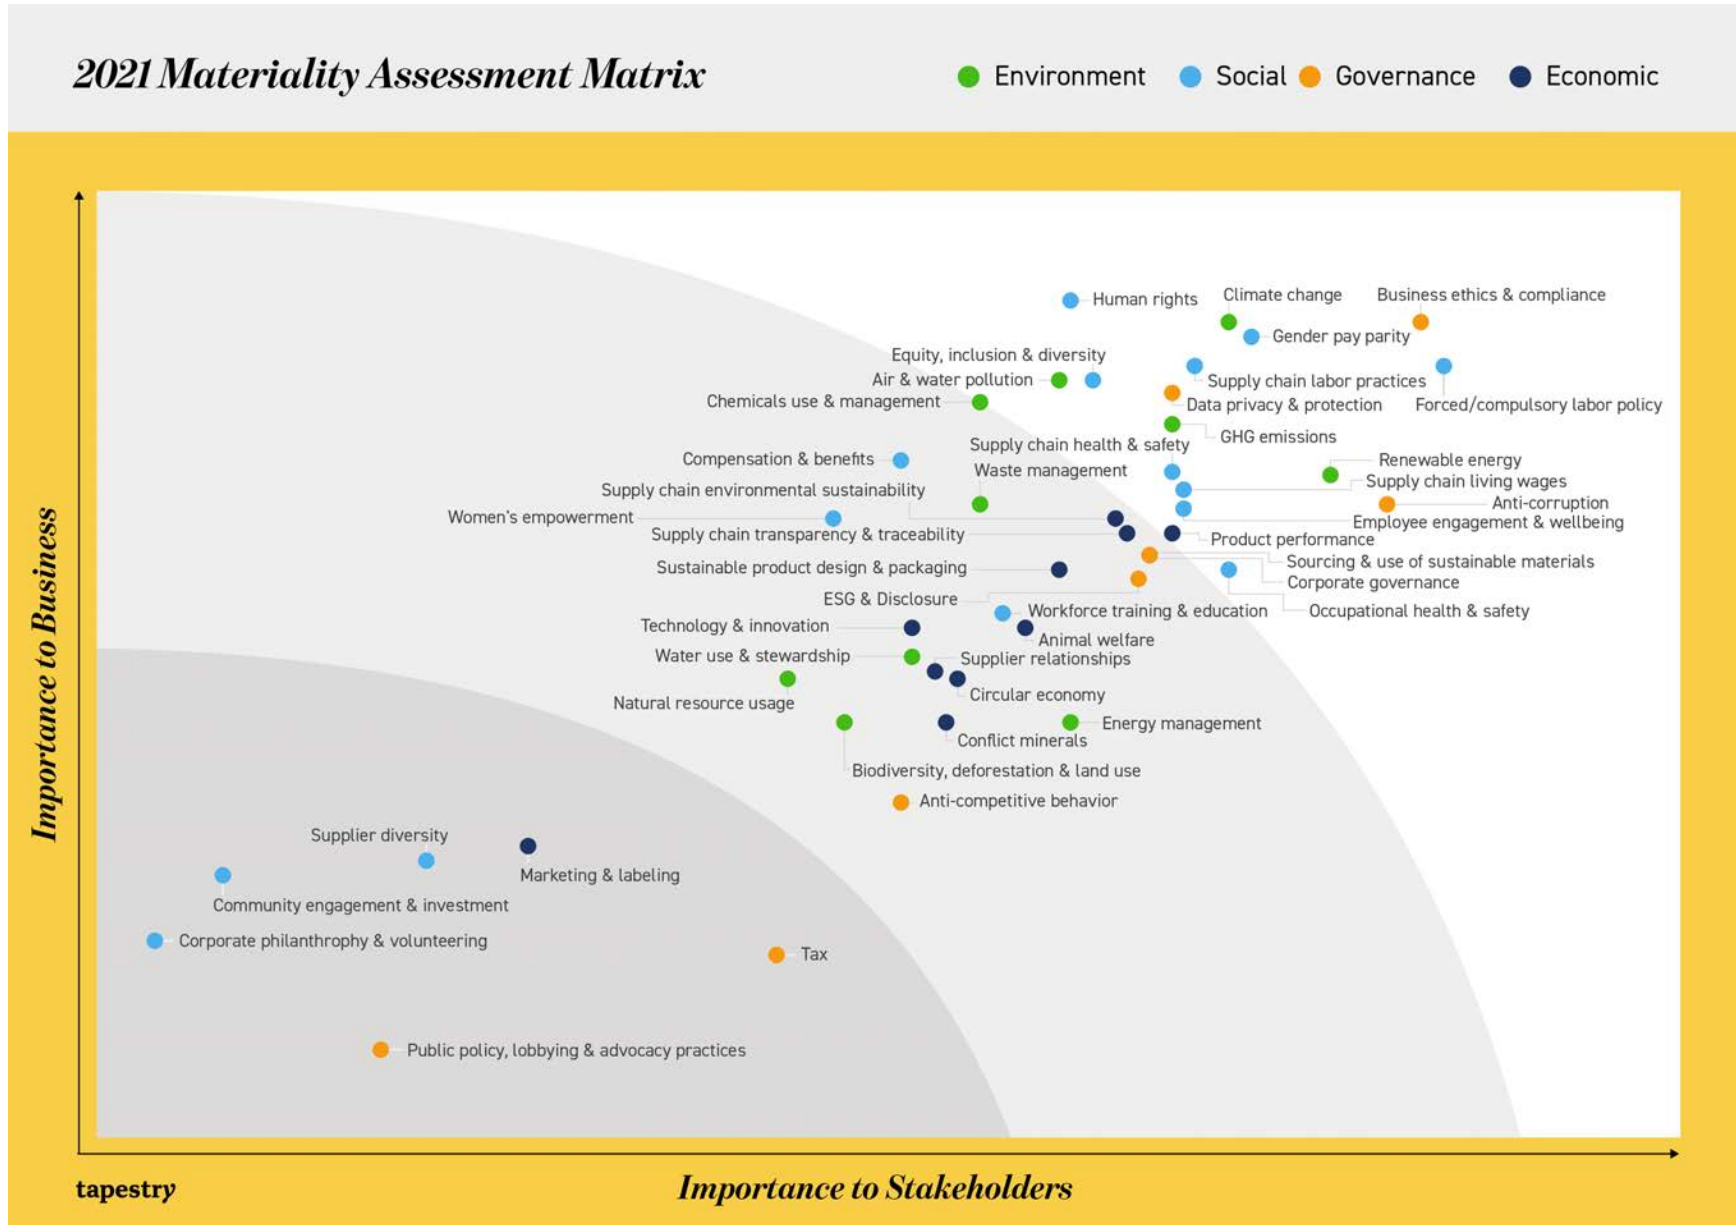 2021 Materiality Assessment Matrix
Environment
Social
Governance
Economic
Importance to Business
Human rights
Climate change
Business ethics & compliance
Gender pay parity
Equity, inclusion & diversity
Air & water pollution
Supply chain labor practices
Chemicals use & management
Data privacy & protection
Forced/compulsory labor policy
GHG emissions
Supply chain health & safety
Compensation & benefits
Renewable energy
Waste management
Supply chain living wages
Supply chain environmental sustainability
Anti-corruption
Women's empowerment
Employee engagement & wellbeing
Supply chain transparency & traceability
Product performance
Sourcing & use of sustainable materials
Sustainable product design & packaging
Corporate governance
ESG & Disclosure
Workforce training & education
Occupational health & safety
Technology & innovation
Animal welfare
Water use & stewardship
Supplier relationships
Circular economy
Natural resource usage
Energy management
Conflict minerals
Biodiversity, deforestation & land use
Anti-competitive behavior
Supplier diversity
Marketing & labeling
Community engagement & investment
Corporate philanthrophy & volunteering
Tax
Public policy, lobbying & advocacy practices
tapestry
Importance to Stakeholders